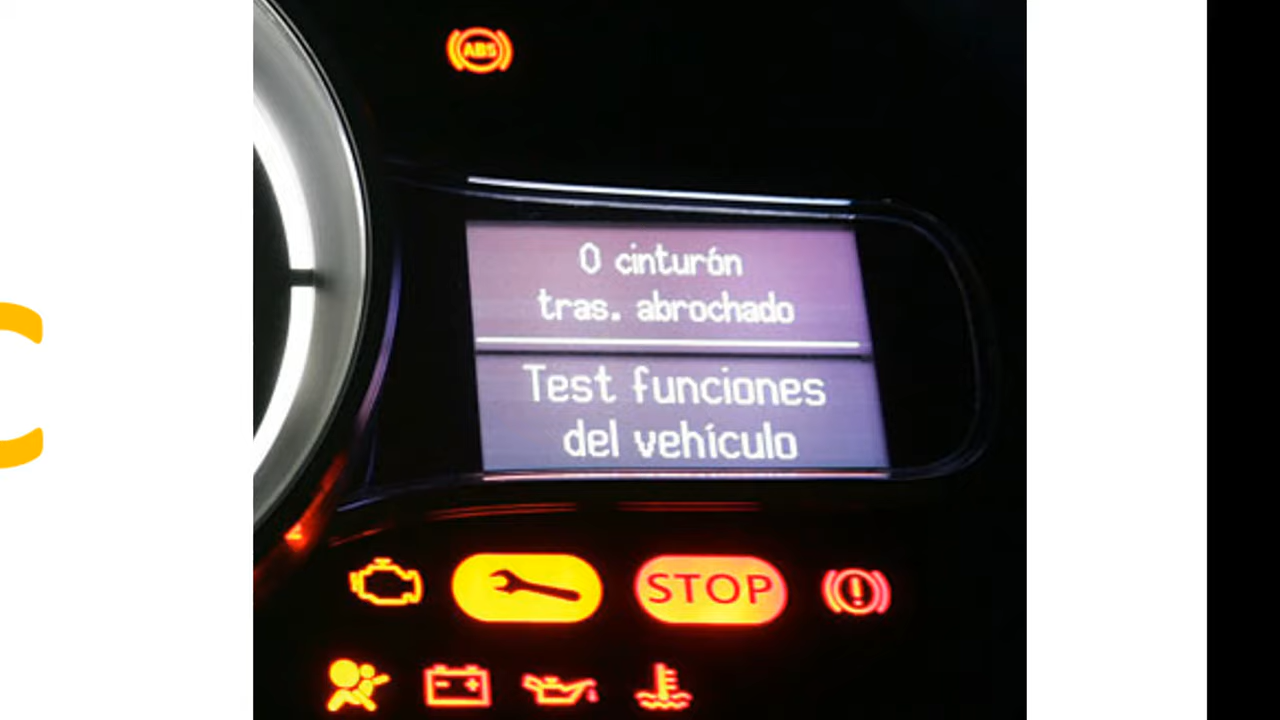 ABS
0 cinturón
tras. abrochado
Test funciones
del vehículo
STOP